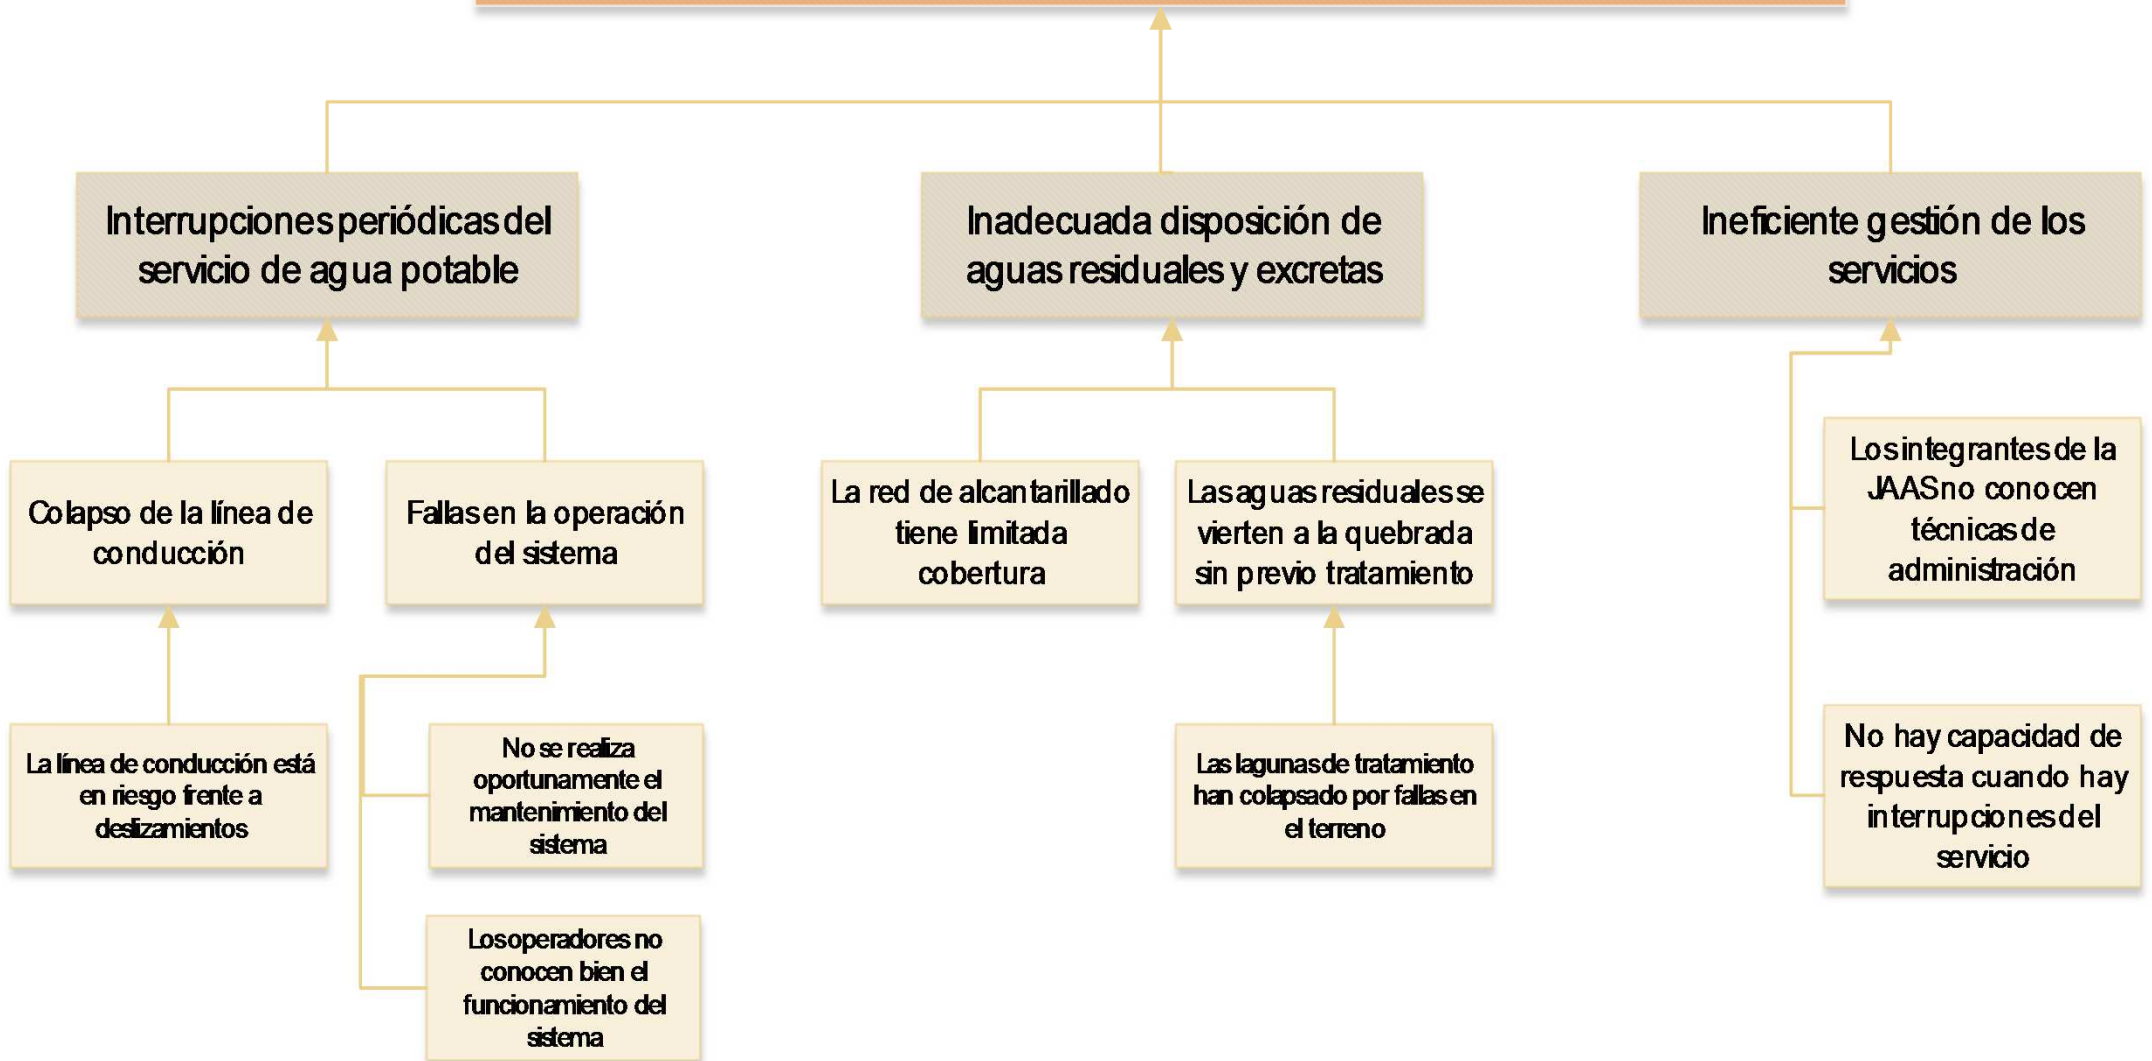 Interrupciones periódicas del
servicio de agua potable
Inadecuada disposición de
aguas residuales y excretas
Ineficiente gestión de los
servicios
Colapso de la línea de
conducción
Fallas en la operación
del sistema
La red de alcantarillado
tiene limitada
cobertura
Las aguas residuales se
vierten a la quebrada
sin previo tratamiento
Los integrantes de la
JAAS no conocen
técnicas de
administración
La línea de conducción está
en riesgo frente a
deslizamientos
No se realiza
oportunamente el
mantenimiento del
sistema
Las lagunas de tratamiento
han colapsado por fallas en
el terreno
No hay capacidad de
respuesta cuando hay
interrupciones del
servicio
Los operadores no
conocen bien el
funcionamiento del
sistema